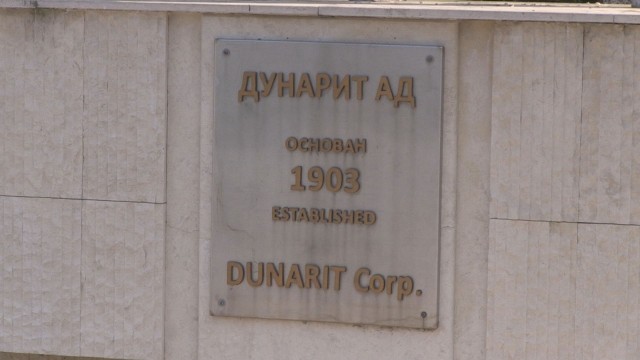 ДУНАРИТ АД
ОСНОВАН
1903
ESTABLISHED
DUNARIT Corp.